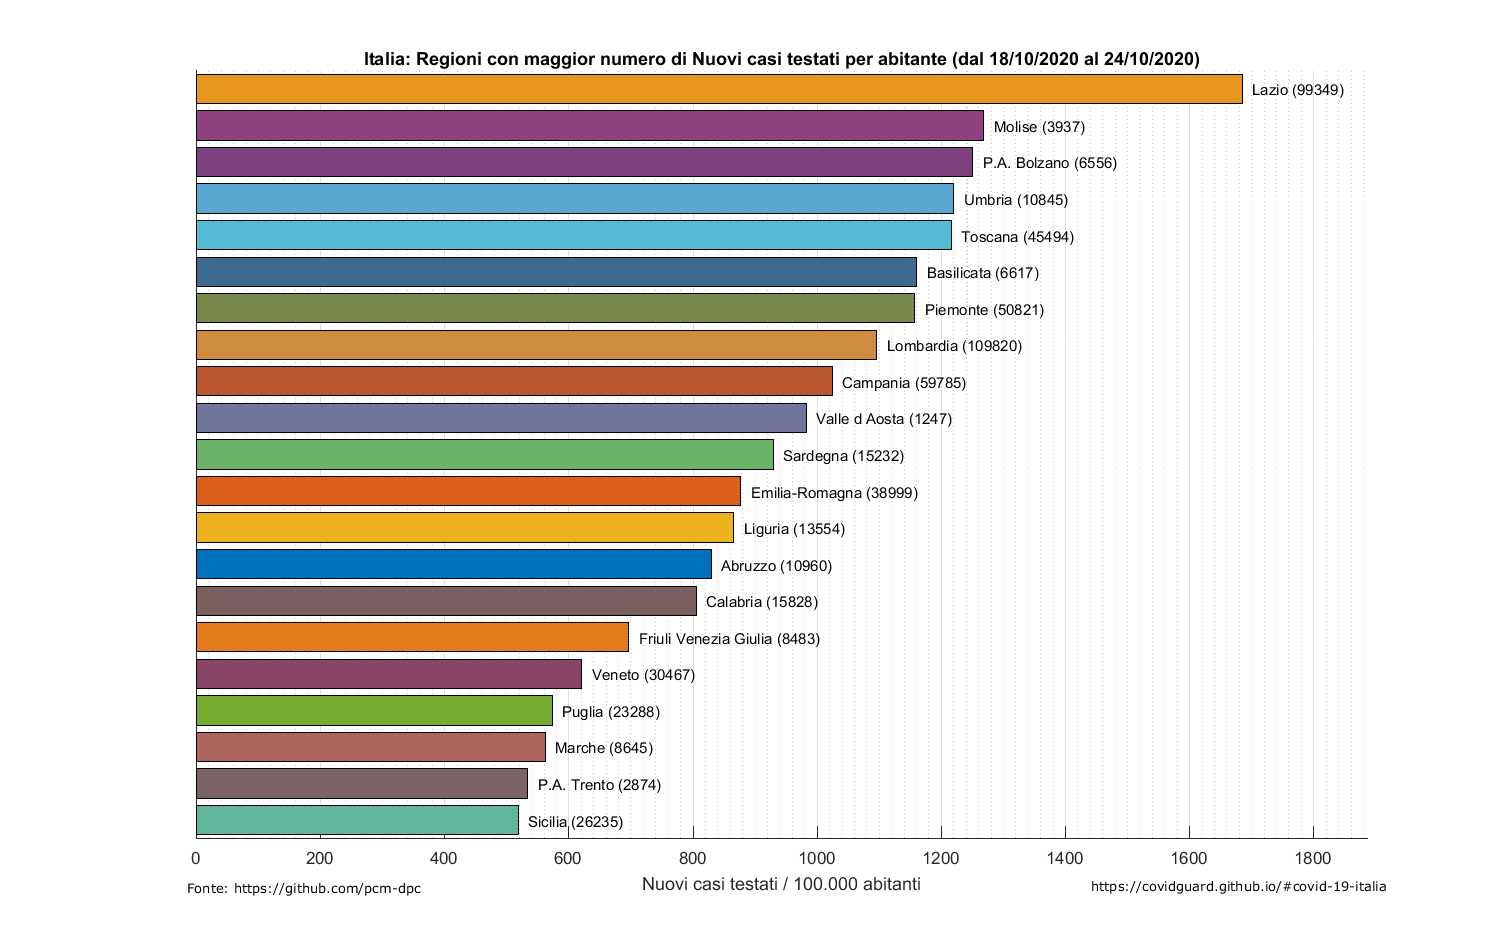 Italia: Regioni con maggior numero di Nuovi casi testati per abitante (dal 18/10/2020 al 24/10/2020)
Lazio (99349)
Molise (3937)
P.A. Bolzano (6556)
Umbria (10845)
Toscana (45494)
Basilicata (6617)
Piemonte (50821)
Lombardia (109820)
Campania (59785)
Valle d Aosta (1247)
Sardegna (15232)
Emilia-Romagna (38999)
Liguria (13554)
Abruzzo (10960)
Calabria (15828)
Friuli Venezia Giulia (8483)
Veneto (30467)
Puglia (23288)
Marche (8645)
P.A. Trento (2874)
Sicilia (26235)
0 200 400 600 800 1000 1200 1400 1600 1800
Nuovi casi testati / 100.000 abitanti
Fonte: https://github.com/pcm-dpc
https://covidguard.github.io/#covid-19-italia